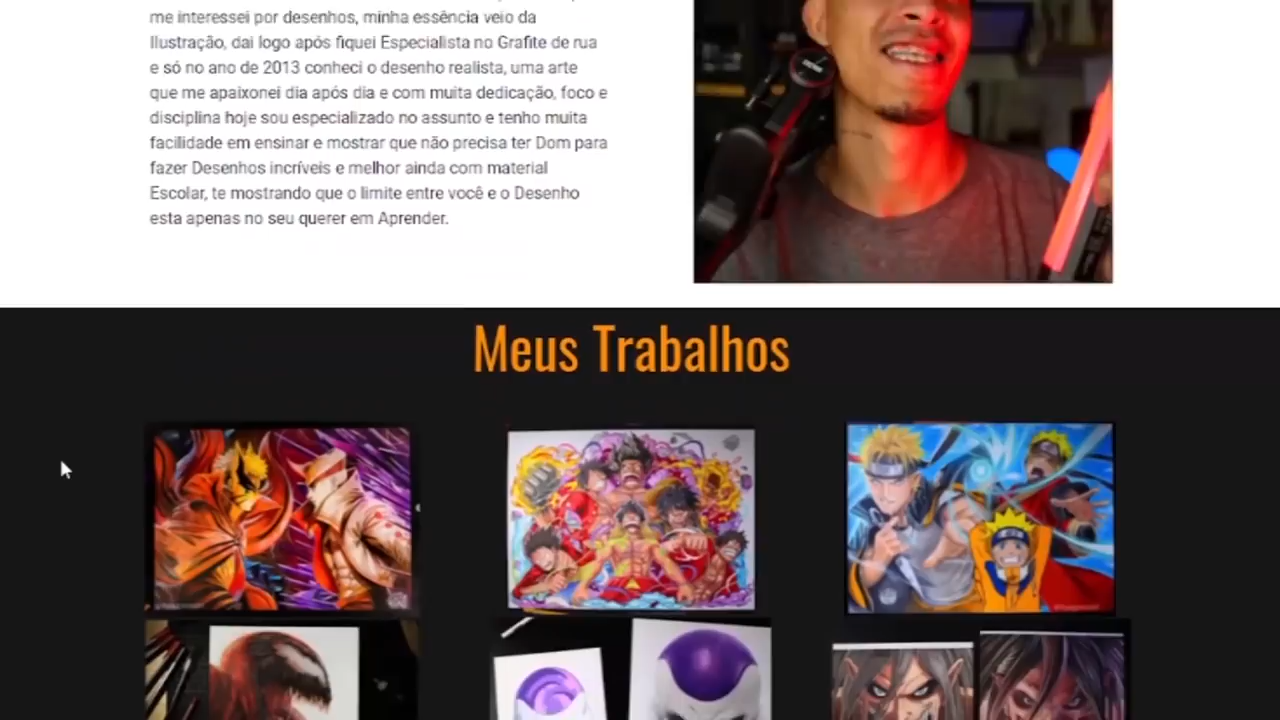 me interessei por desenhos, minha essência veio da
Ilustração, dai logo após fiquei Especialista no Grafite de rua
e só no ano de 2013 conheci o desenho realista, uma arte
que me apaixonei dia após dia e com muita dedicação, foco e
disciplina hoje sou especializado no assunto e tenho muita
facilidade em ensinar e mostrar que não precisa ter Dom para
fazer Desenhos incríveis e melhor ainda com material
Escolar, te mostrando que o limite entre você e o Desenho
esta apenas no seu querer em Aprender.
Meus Trabalhos